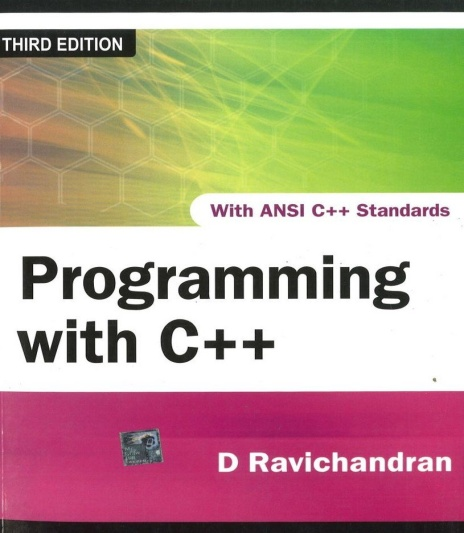 THIRD EDITION
With ANSI C++ Standards
Programming
with C++
D Ravichandran